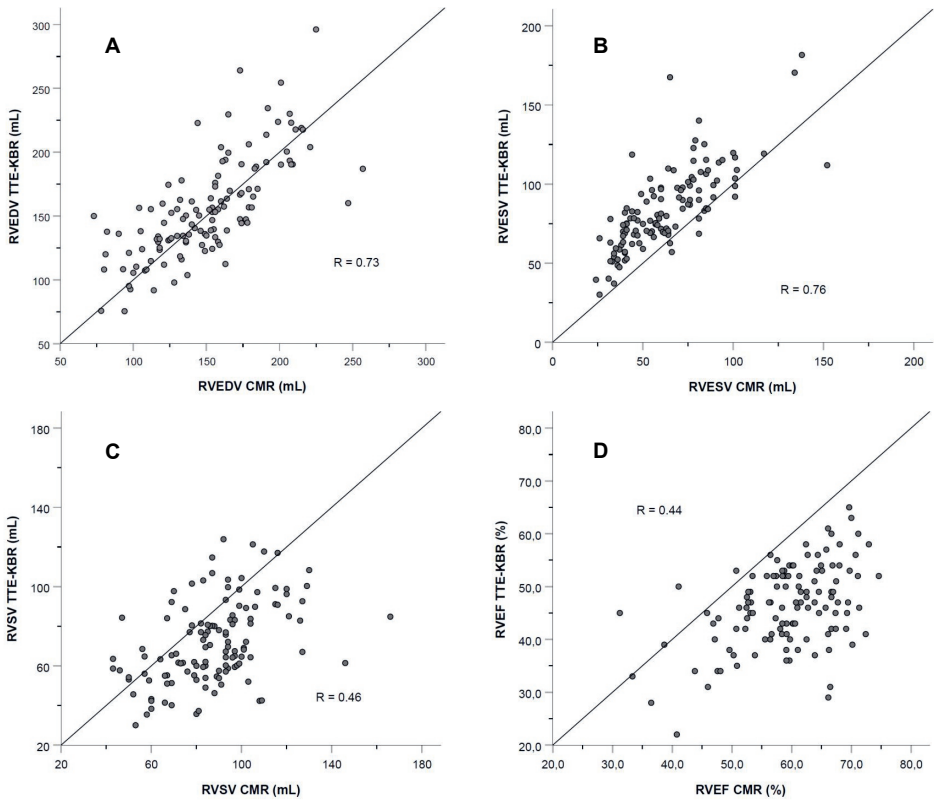 A
RVEDV TTE-KBR (mL)
300
250
200
150
100
50
R = 0.73
50 100 150 200 250 300
RVEDV CMR (mL)
B
RVESV TTE-KBR (mL)
200
150
100
50
0
R = 0.76
0 50 100 150 200
RVESV CMR (mL)
C
RVSV TTE-KBR (mL)
180
140
100
60
20
R = 0.46
20 60 100 140 180
RVSV CMR (mL)
D
RVEF TTE-KBR (%)
80,0
70,0
60,0
50,0
40,0
30,0
20,0
R = 0.44
20,0 30,0 40,0 50,0 60,0 70,0 80,0
RVEF CMR (%)